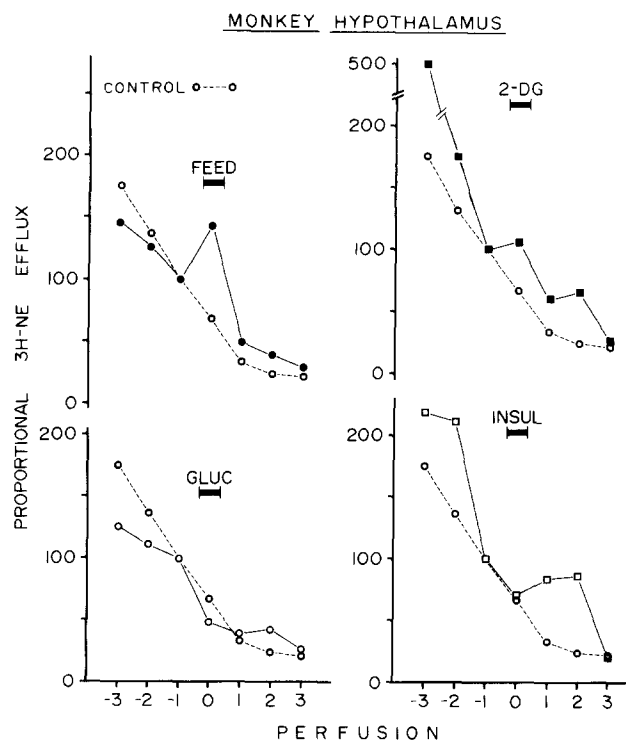 MONKEY HYPOTHALAMUS
PROPORTIONAL 3H-NE EFFLUX
CONTROL
FEED
200
100
0
2-DG
500
200
100
0
GLUC
200
100
0
-3 -2 -1 0 1 2 3
INSUL
200
100
0
-3 -2 -1 0 1 2 3
PERFUSION